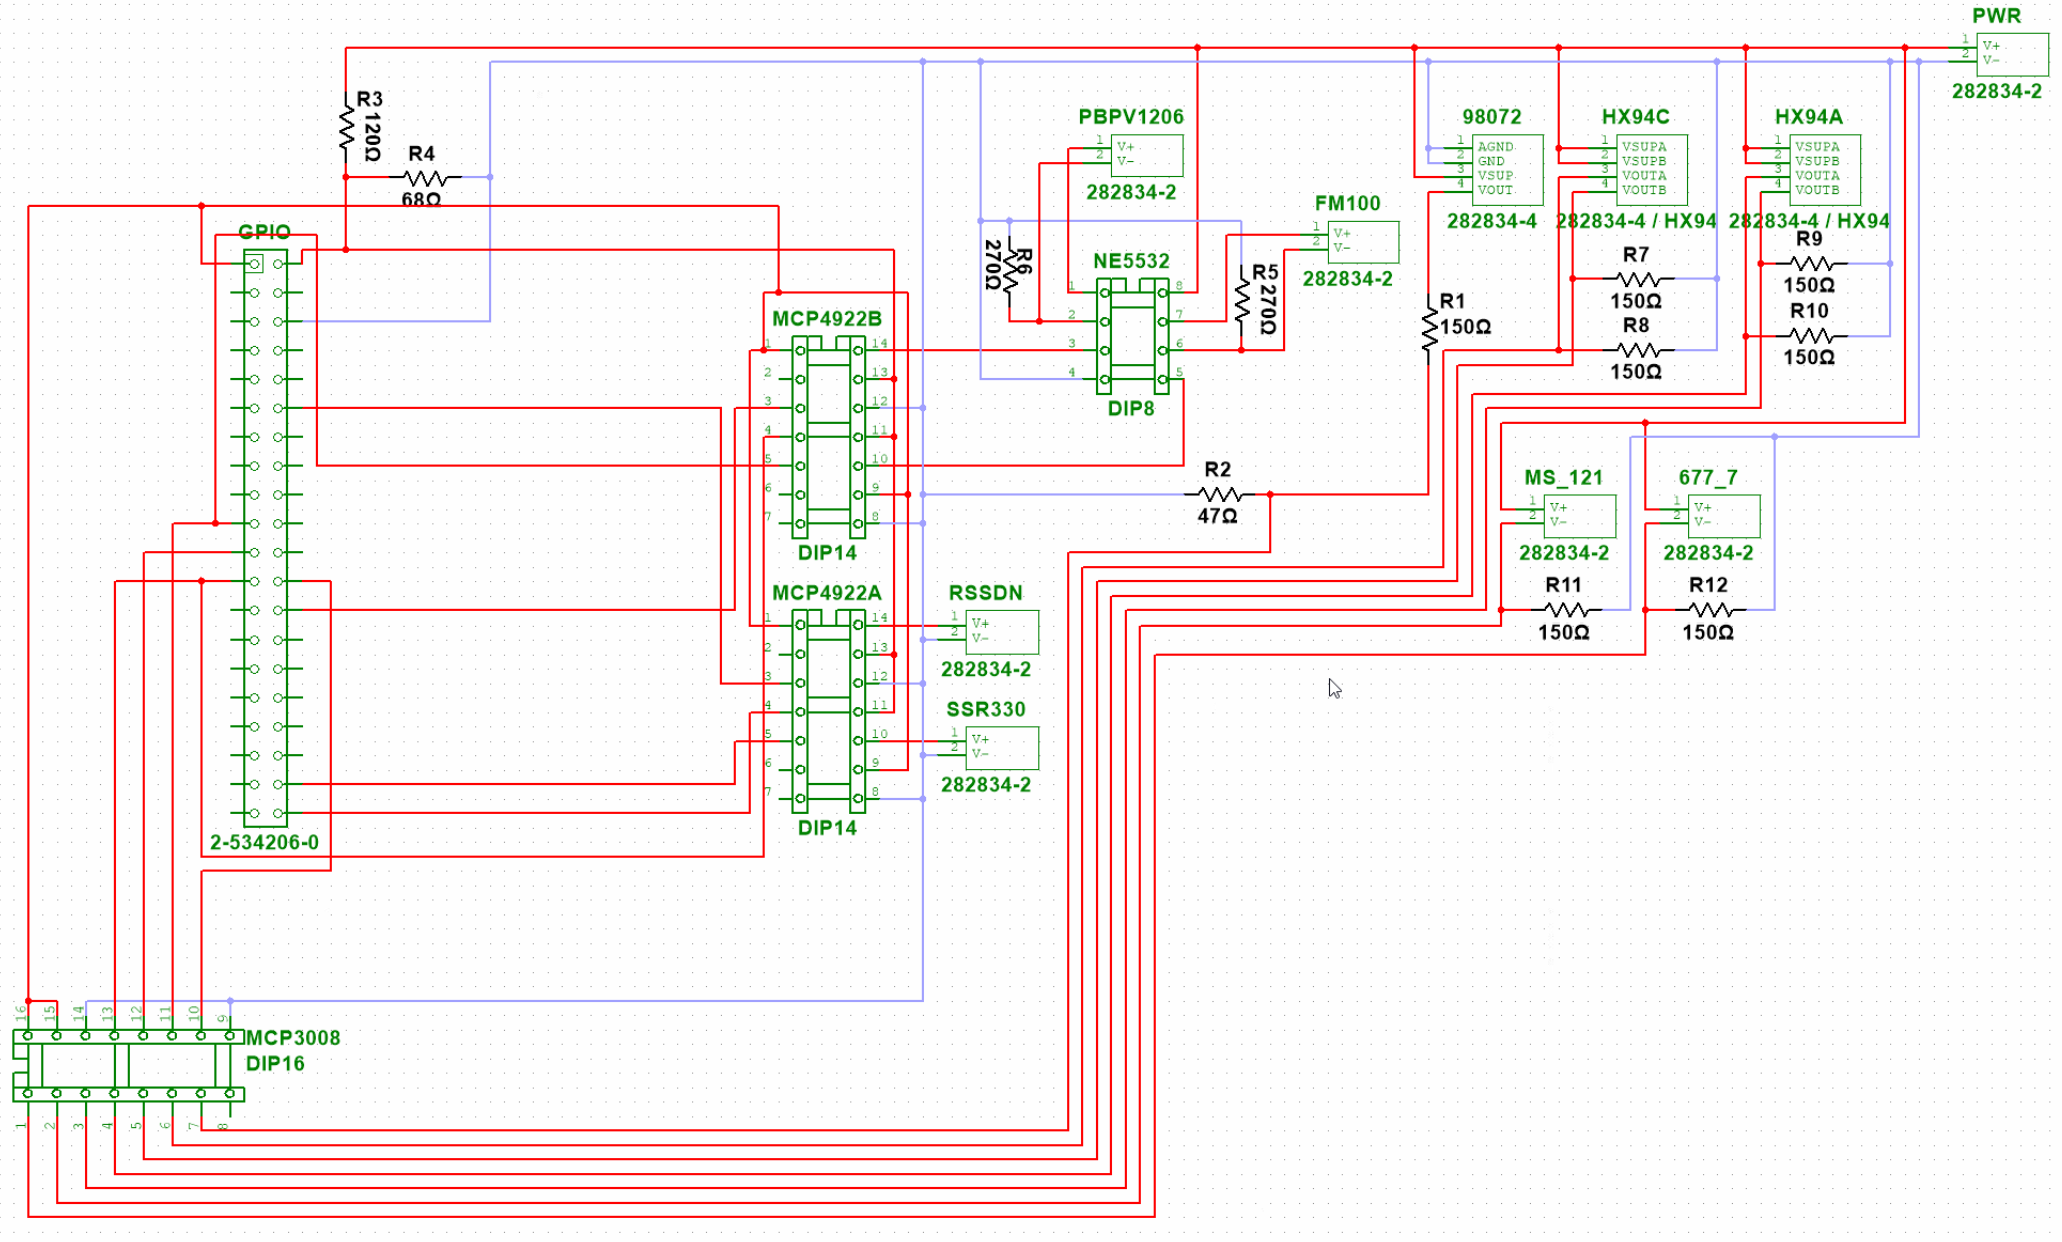 PWR
1 V+
2 V-
282834-2
R3
120Ω
R4
68Ω
GPIO
2-534206-0
PBPV1206
1 V+
2 V-
282834-2
FM100
1 V+
2 V-
282834-2
98072
1 AGND
2 GND
3 VSUP
4 VOUT
282834-4
HX94C
1 VSUPA
2 VSUPB
3 VOUTA
4 VOUTB
282834-4 / HX94
HX94A
1 VSUPA
2 VSUPB
3 VOUTA
4 VOUTB
282834-4 / HX94
R6
270Ω
NE5532
1 8
2 7
3 6
4 5
DIP8
R5
270Ω
R1
150Ω
R7
150Ω
R8
150Ω
R9
150Ω
R10
150Ω
MCP4922B
1 14
2 13
3 12
4 11
5 10
6 9
7 8
DIP14
R2
47Ω
MS_121
1 V+
2 V-
282834-2
677_7
1 V+
2 V-
282834-2
R11
150Ω
R12
150Ω
MCP4922A
1 14
2 13
3 12
4 11
5 10
6 9
7 8
DIP14
RSSDN
1 V+
2 V-
282834-2
SSR330
1 V+
2 V-
282834-2
16 15 14 13 12 11 10 9
MCP3008
DIP16
1 2 3 4 5 6 7 8